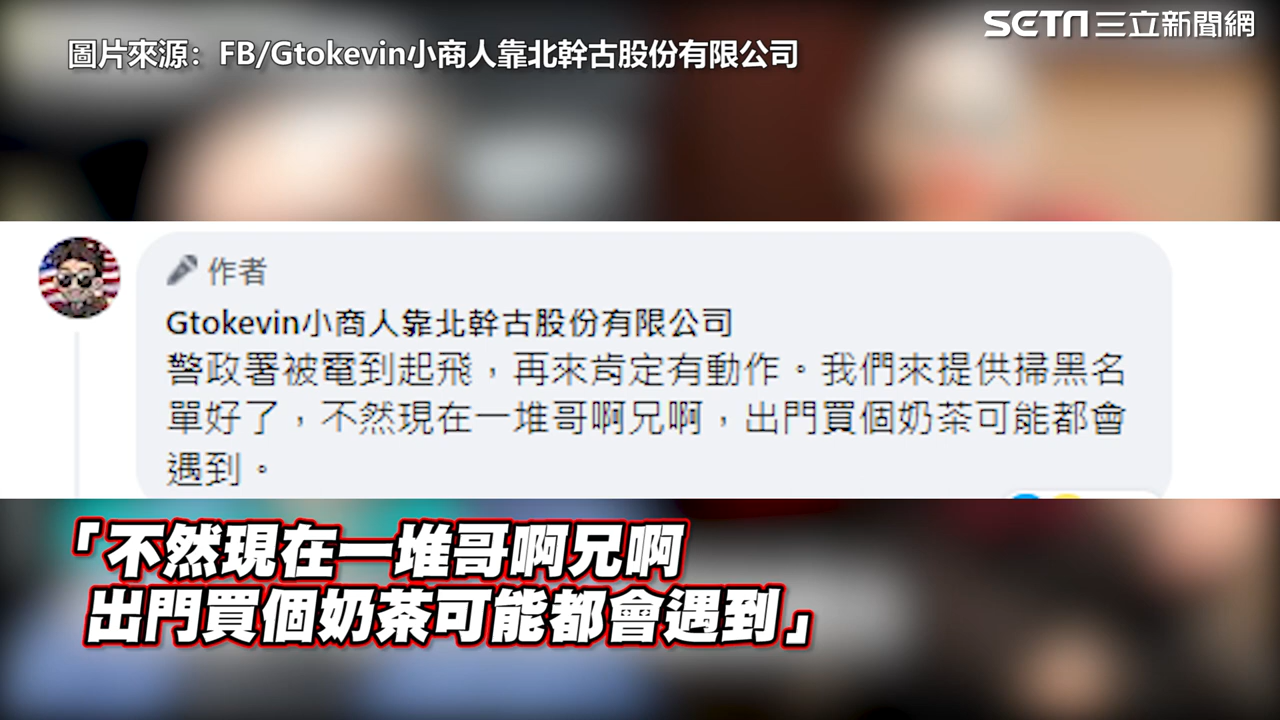 SETN三立新聞網
圖片來源：FB/Gtokevin小商人靠北幹古股份有限公司
作者
Gtokevin小商人靠北幹古股份有限公司
警政署被電到起飛，再來肯定有動作。我們來提供掃黑名
單好了，不然現在一堆哥啊兄啊，出門買個奶茶可能都會
遇到。
「不然現在一堆哥啊兄啊
出門買個奶茶可能都會遇到」